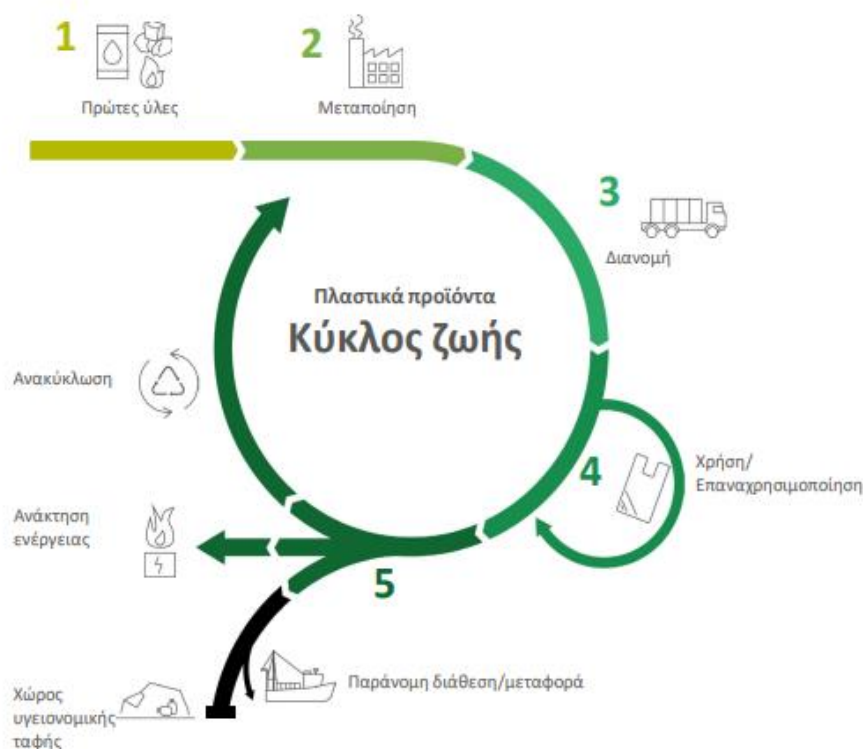 1
Πρώτες ύλες
2
Μεταποίηση
3
Διανομή
Πλαστικά προϊόντα
Κύκλος ζωής
Ανακύκλωση
4
Χρήση/
Επαναχρησιμοποίηση
Ανάκτηση
ενέργειας
5
Παράνομη διάθεση/μεταφορά
Χώρος
υγειονομικής
ταφής